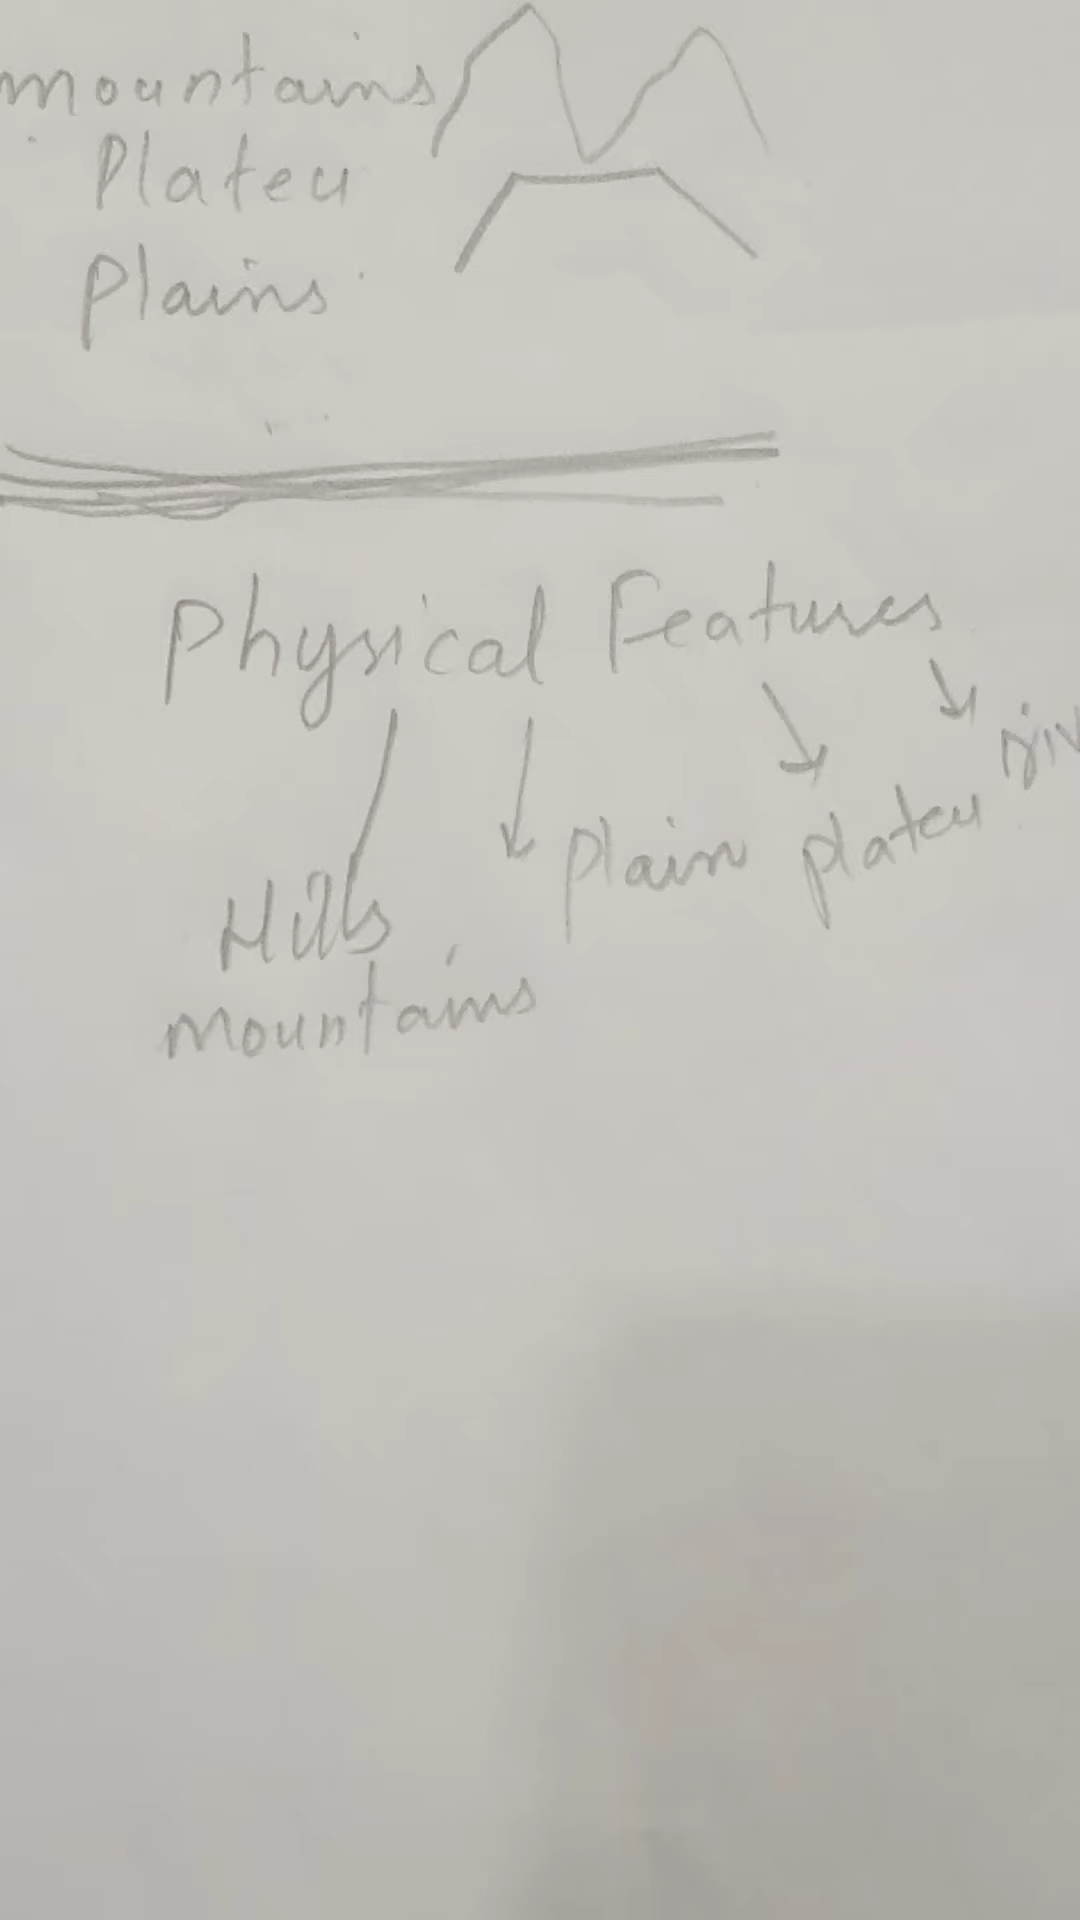 mountains
Plateu
Plains
Physical Features
Hills
mountains
Plain
plateu